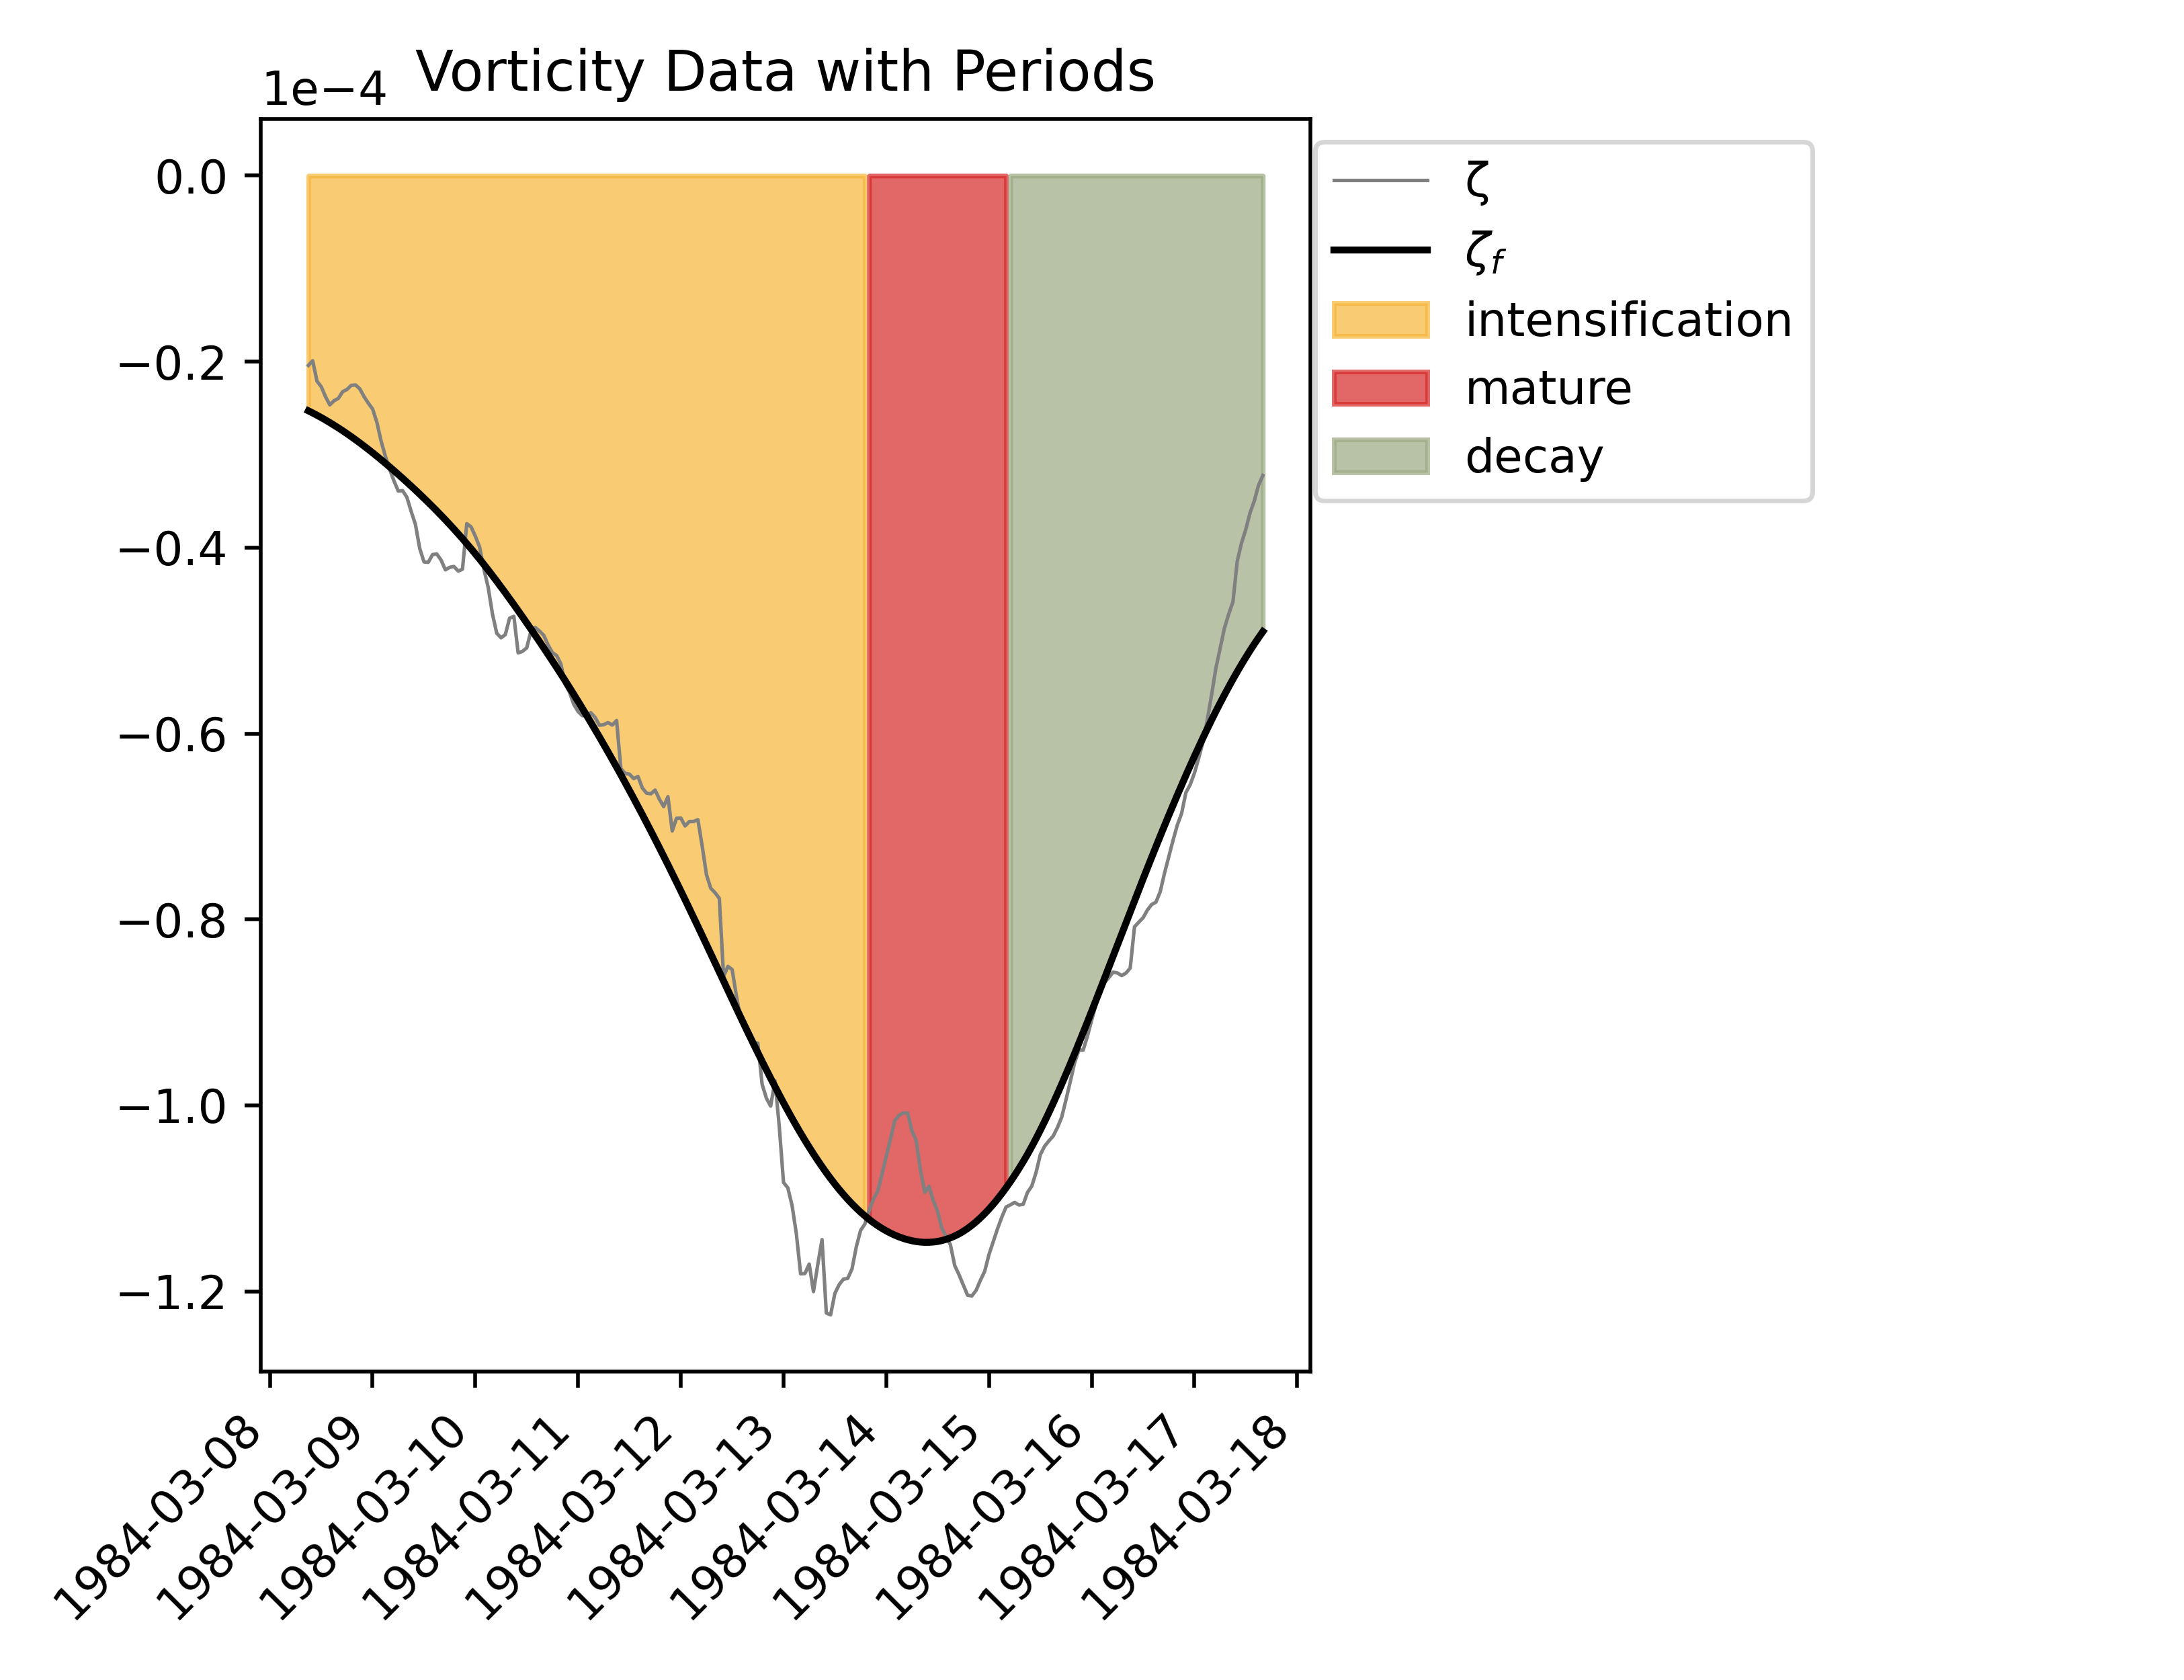 Vorticity Data with Periods
1e−4
0.0
−0.2
−0.4
−0.6
−0.8
−1.0
−1.2
1984-03-08
1984-03-09
1984-03-10
1984-03-11
1984-03-12
1984-03-13
1984-03-14
1984-03-15
1984-03-16
1984-03-17
1984-03-18
ζ
ζf
intensification
mature
decay